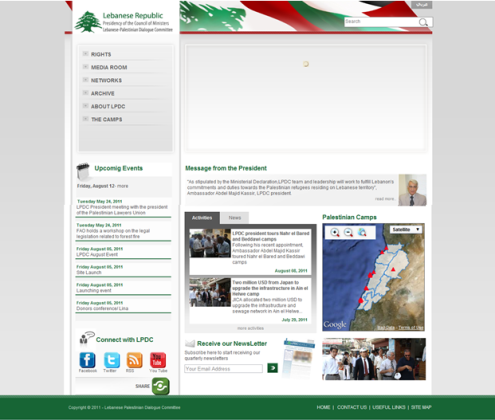 عربي
Lebanese Republic
Presidency of the Council of Ministers
Lebanese-Palestinian Dialogue Committee
Search
RIGHTS
MEDIA ROOM
NETWORKS
ARCHIVE
ABOUT LPDC
THE CAMPS
Upcomig Events
Friday, August 12- more
Tuesday May 24, 2011
LPDC President meeting with the president
of the Palestinian Lawyers Union
Tuesday May 24, 2011
FAO holds a workshop on the legal
legislation related to forest fire
Friday August 05, 2011
LPDC August Event
Friday August 05, 2011
Site Launch
Friday August 05, 2011
Launching event
Friday August 05, 2011
Donors conferencel Lina
Connect with LPDC
Facebook
Twitter
RSS
You Tube
SHARE
Message from the President
"As stipulated by the Ministerial Declaration,LPDC team and leadership will work to fulfill Lebanon's
commitments and duties towards the Palestinian refugees residing on Lebanese territory",
Ambassador Abdel Majid Kassir, LPDC President.
read more..
Activities
News
LPDC president tours Nahr el Bared
and Beddawi camps
Following his recent appointment,
Ambassador Abdel-Majid Kassir
toured Nahr el Bared and Beddawi
camps
August 08, 2011
Two million USD from Japan to
upgrade the infrastructure in Ain el
Helwe camp
JICA allocated two million USD to
upgrade the infrastructure and
sewage network in Ain el Helwe...
July 29, 2011
more activities
Palestinian Camps
Satellite
Google
Map Data - Terms of Use
Receive our NewsLetter
Subscribe here to start receiving our
quarterly newsletters
Your Email Address
Copyright © 2011 - Lebanese Palestinian Dialogue Committee
HOME | CONTACT US | USEFUL LINKS | SITE MAP